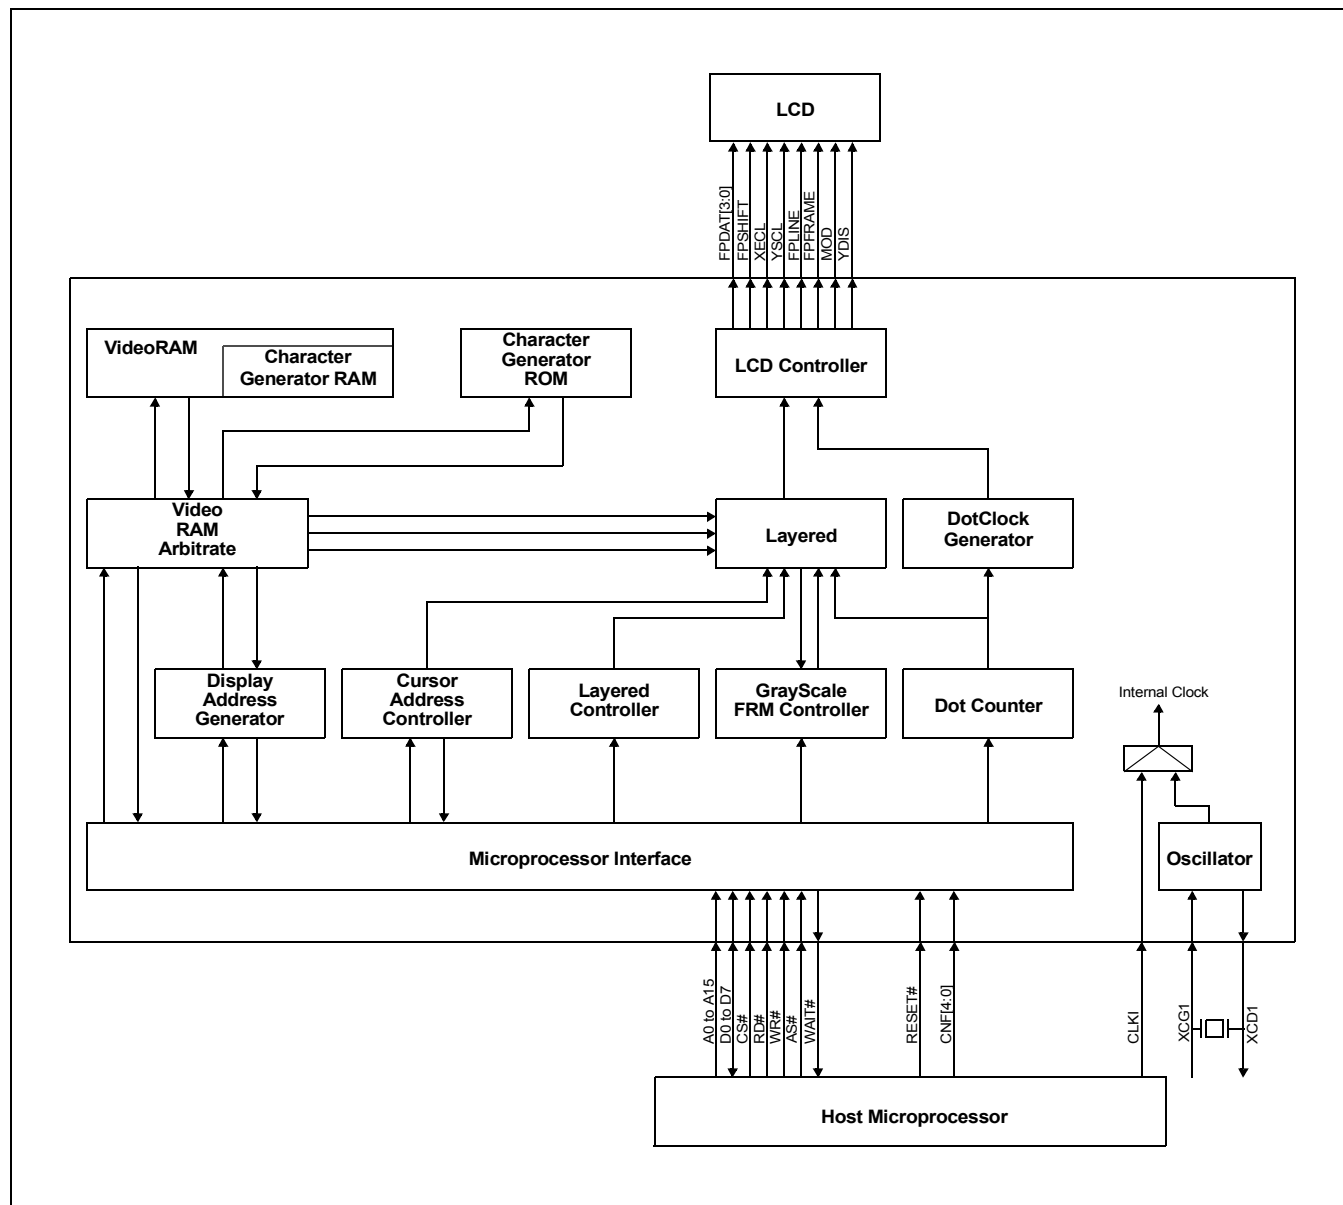 LCD
FPDAT[3:0]
FPSHIFT
XECL
YSCL
FPLINE
FPFRAME
MOD
YDIS
VideoRAM
Character
Generator RAM
Character
Generator
ROM
LCD Controller
Video
RAM
Arbitrate
Layered
DotClock
Generator
Display
Address
Generator
Cursor
Address
Controller
Layered
Controller
GrayScale
FRM Controller
Dot Counter
Internal Clock
Microprocessor Interface
Oscillator
A0 to A15
D0 to D7
CS#
RD#
WR#
AS#
WAIT#
RESET#
CNF[4:0]
CLKI
XCG1
XCD1
Host Microprocessor